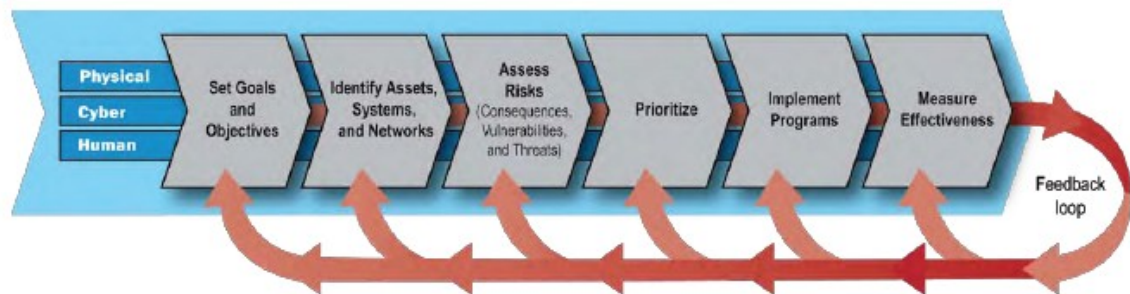 Physical
Cyber
Human
Set Goals
and
Objectives
Identify Assets,
Systems,
and Networks
Assess
Risks
(Consequences,
Vulnerabilities,
and Threats)
Prioritize
Implement
Programs
Measure
Effectiveness
Feedback
loop